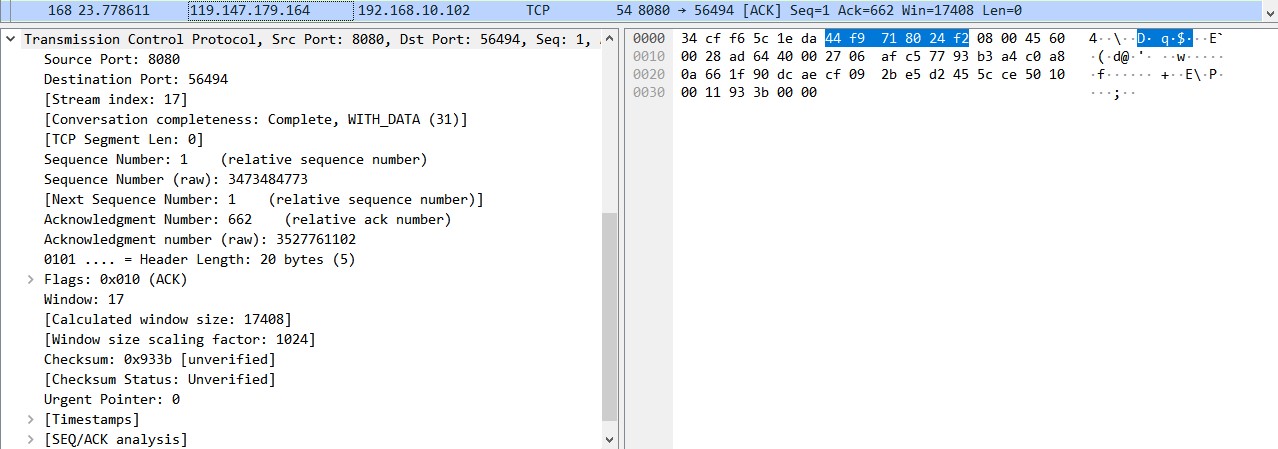 168 23.778611 119.147.179.164 192.168.10.102 TCP 54 8080 → 56494 [ACK] Seq=1 Ack=662 Win=17408 Len=0
Transmission Control Protocol, Src Port: 8080, Dst Port: 56494, Seq: 1,
Source Port: 8080
Destination Port: 56494
[Stream index: 17]
[Conversation completeness: Complete, WITH_DATA (31)]
[TCP Segment Len: 0]
Sequence Number: 1 (relative sequence number)
Sequence Number (raw): 3473484773
[Next Sequence Number: 1 (relative sequence number)]
Acknowledgment Number: 662 (relative ack number)
Acknowledgment number (raw): 3527761102
0101 .... = Header Length: 20 bytes (5)
Flags: 0x010 (ACK)
Window: 17
[Calculated window size: 17408]
[Window size scaling factor: 1024]
Checksum: 0x933b [unverified]
[Checksum Status: Unverified]
Urgent Pointer: 0
[Timestamps]
[SEQ/ACK analysis]
0000 34 cf f6 5c 1e da 44 f9 71 80 24 f2 08 00 45 60 4··\··D· q·$···E`
0010 00 28 ad 64 40 00 27 06 af c5 77 93 b3 a4 c0 a8 ·(·d@·'· ··w·····
0020 0a 66 1f 90 dc ae cf 09 2b e5 d2 45 5c ce 50 10 ·f······ +··E\·P·
0030 00 11 93 3b 00 00 ···;··